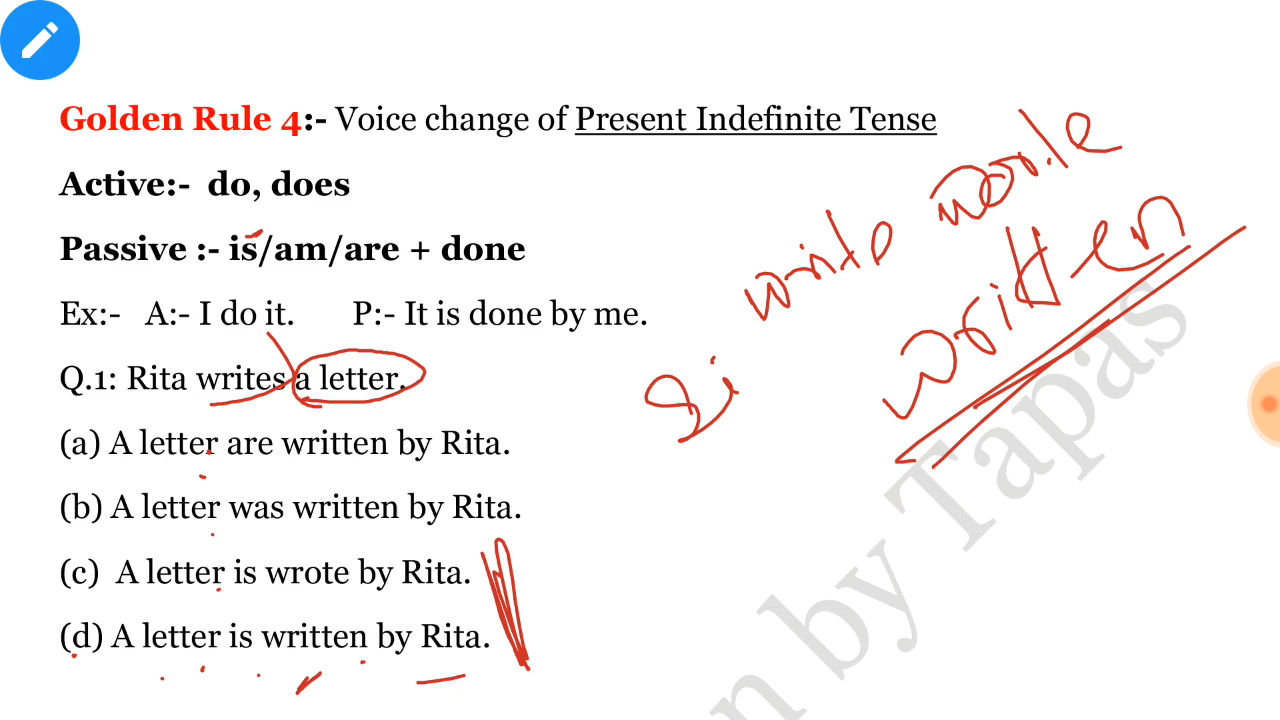 Golden Rule 4:- Voice change of Present Indefinite Tense
Active:- do, does
Passive :- is/am/are + done
Ex:- A:- I do it. P:- It is done by me.
Q.1: Rita writes a letter.
(a) A letter are written by Rita.
(b) A letter was written by Rita.
(c) A letter is wrote by Rita.
(d) A letter is written by Rita.
write
written
n by Tapas